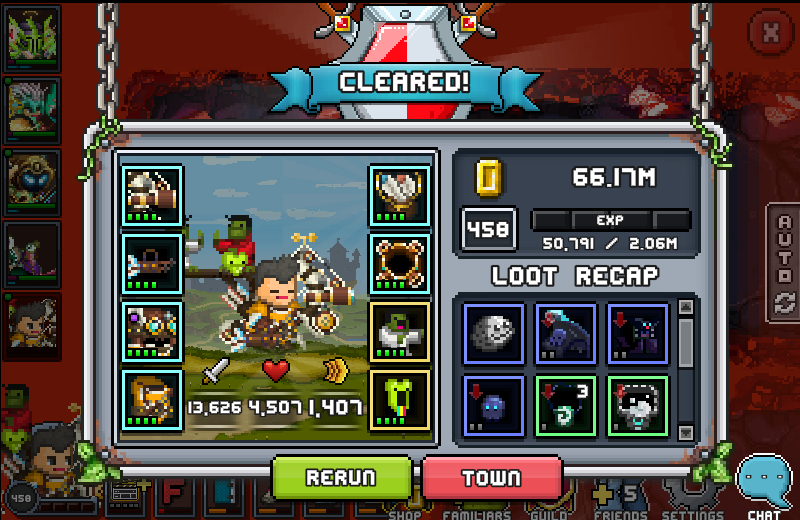 CLEARED!
66.17M
458
EXP
50,791 / 2.06M
LOOT RECAP
3
13,626 4,507 1,407
RERUN
TOWN
AUTO
458
F
5
SHOP
FAMILIARS
GUILD
FRIENDS
SETTINGS
CHAT
X